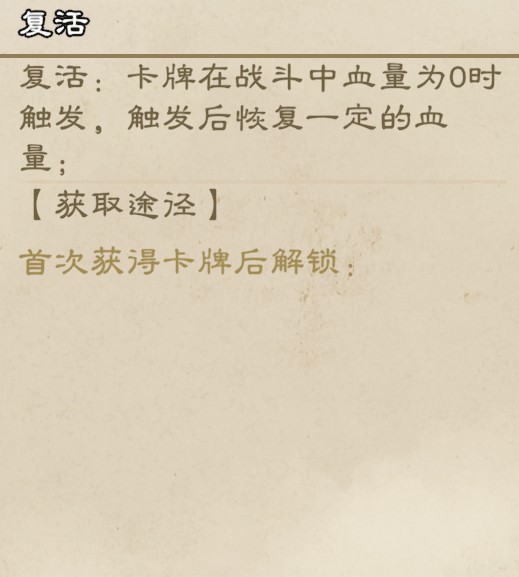 复活
复活：卡牌在战斗中血量为0时
触发，触发后恢复一定的血
量；
【获取途径】
首次获得卡牌后解锁；